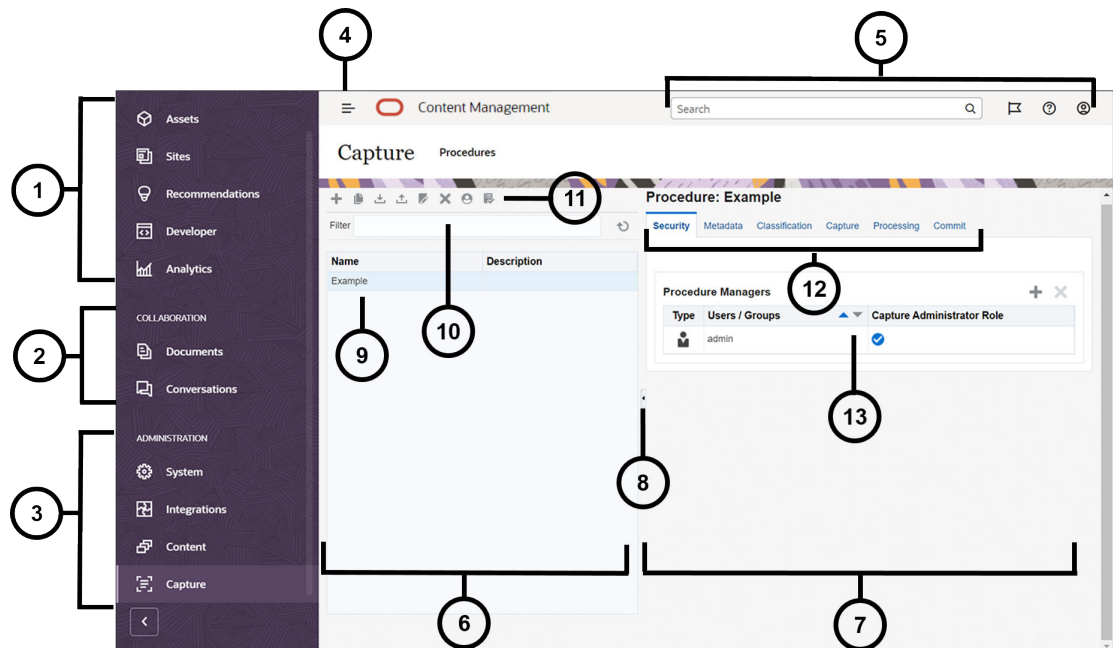 4
5
1
Assets
Sites
Recommendations
Developer
Analytics
2
COLLABORATION
Documents
Conversations
3
ADMINISTRATION
System
Integrations
Content
Capture
Content Management
Search
Capture Procedures
11
Filter
Name Description
Example
9
10
6
8
Procedure: Example
Security Metadata Classification Capture Processing Commit
12
Procedure Managers
Type Users / Groups Capture Administrator Role
admin
13
7